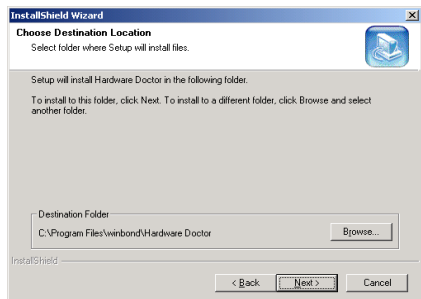 InstallShield Wizard
Choose Destination Location
Select folder where Setup will install files.
Setup will install Hardware Doctor in the following folder.
To install to this folder, click Next. To install to a different folder, click Browse and select
another folder.
Destination Folder
C:\Program Files\winbond\Hardware Doctor
Browse...
InstallShield
< Back
Next >
Cancel